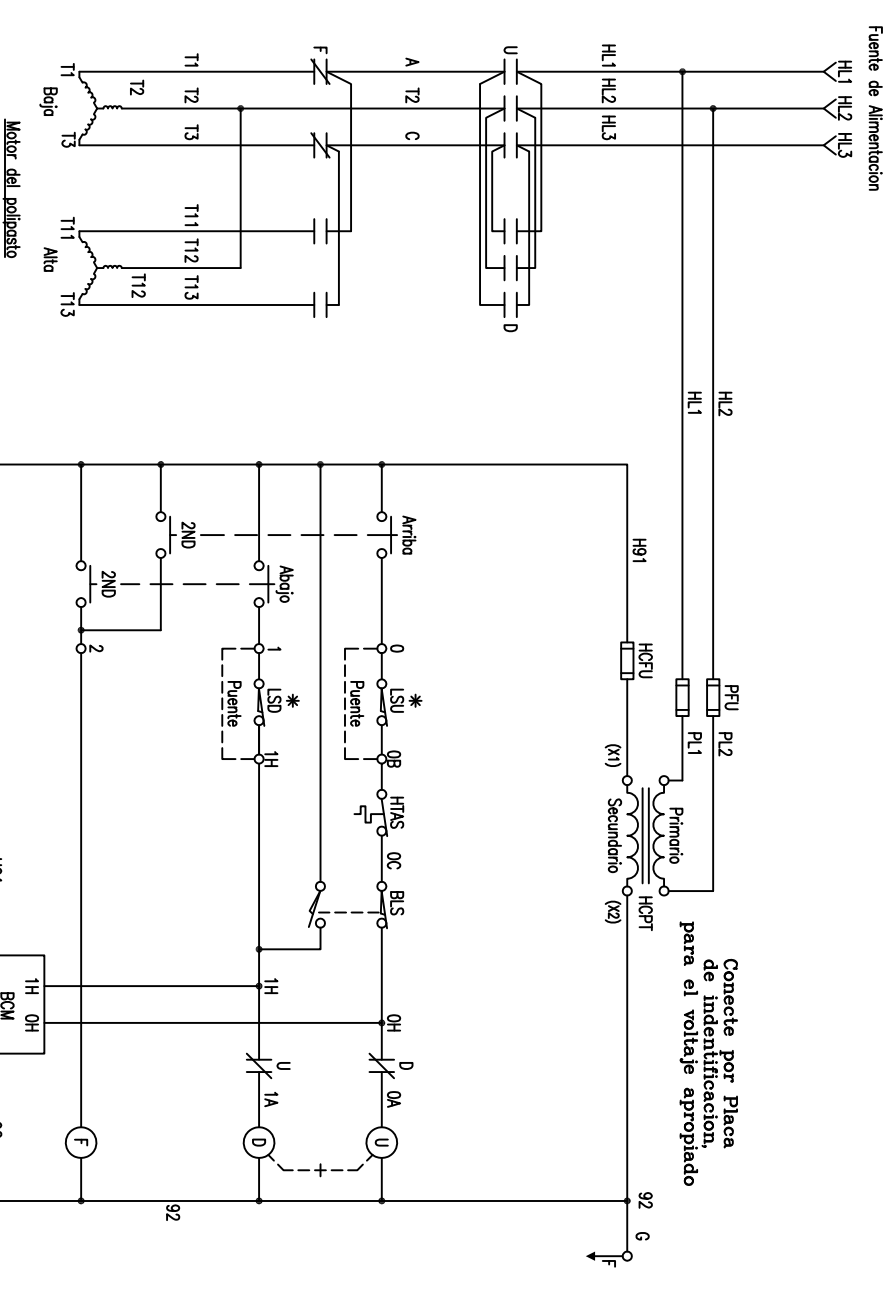 Fuente de Alimentacion
HL1
HL2
HL3
HL1
HL2
HL3
U
D
A
T2
C
F
T1
T2
T3
T11
T12
T13
T1
T2
T3
Baja
T11
T12
T13
Alta
Motor del polipasto
HL2
HL1
PFU
PL2
PL1
Primario
Secundario
(X1)
(X2)
HCPT
HCFU
H91
Conecte por Placa
de indentificacion,
para el voltaje apropiado
92
G
F
Arriba
0
*
LSU
Puente
0B
HTAS
0C
BLS
0H
D
0A
U
Abajo
1
*
LSD
Puente
1H
1H
U
1A
D
2ND
2ND
2
F
92
1H
0H
BCM